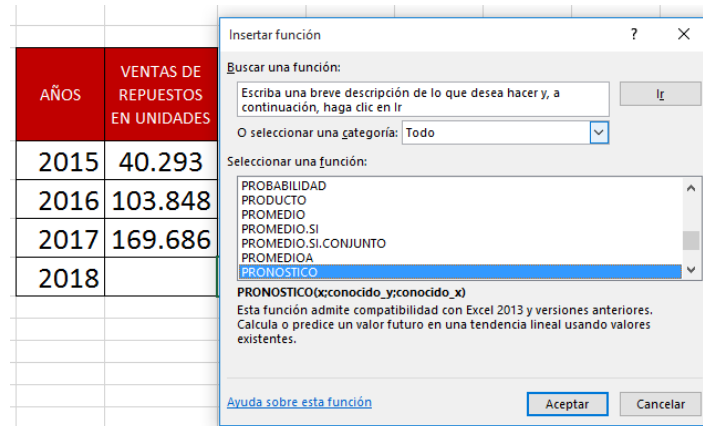 AÑOS
VENTAS DE
REPUESTOS
EN UNIDADES
2015 40.293
2016 103.848
2017 169.686
2018
Insertar función ? ×
Buscar una función:
Escriba una breve descripción de lo que desea hacer y, a
continuación, haga clic en Ir
Ir
O seleccionar una categoría: Todo
Seleccionar una función:
PROBABILIDAD
PRODUCTO
PROMEDIO
PROMEDIO.SI
PROMEDIO.SI.CONJUNTO
PROMEDIOA
PRONOSTICO
PRONOSTICO(x;conocido_y;conocido_x)
Esta función admite compatibilidad con Excel 2013 y versiones anteriores.
Calcula o predice un valor futuro en una tendencia lineal usando valores
existentes.
Ayuda sobre esta función
Aceptar
Cancelar